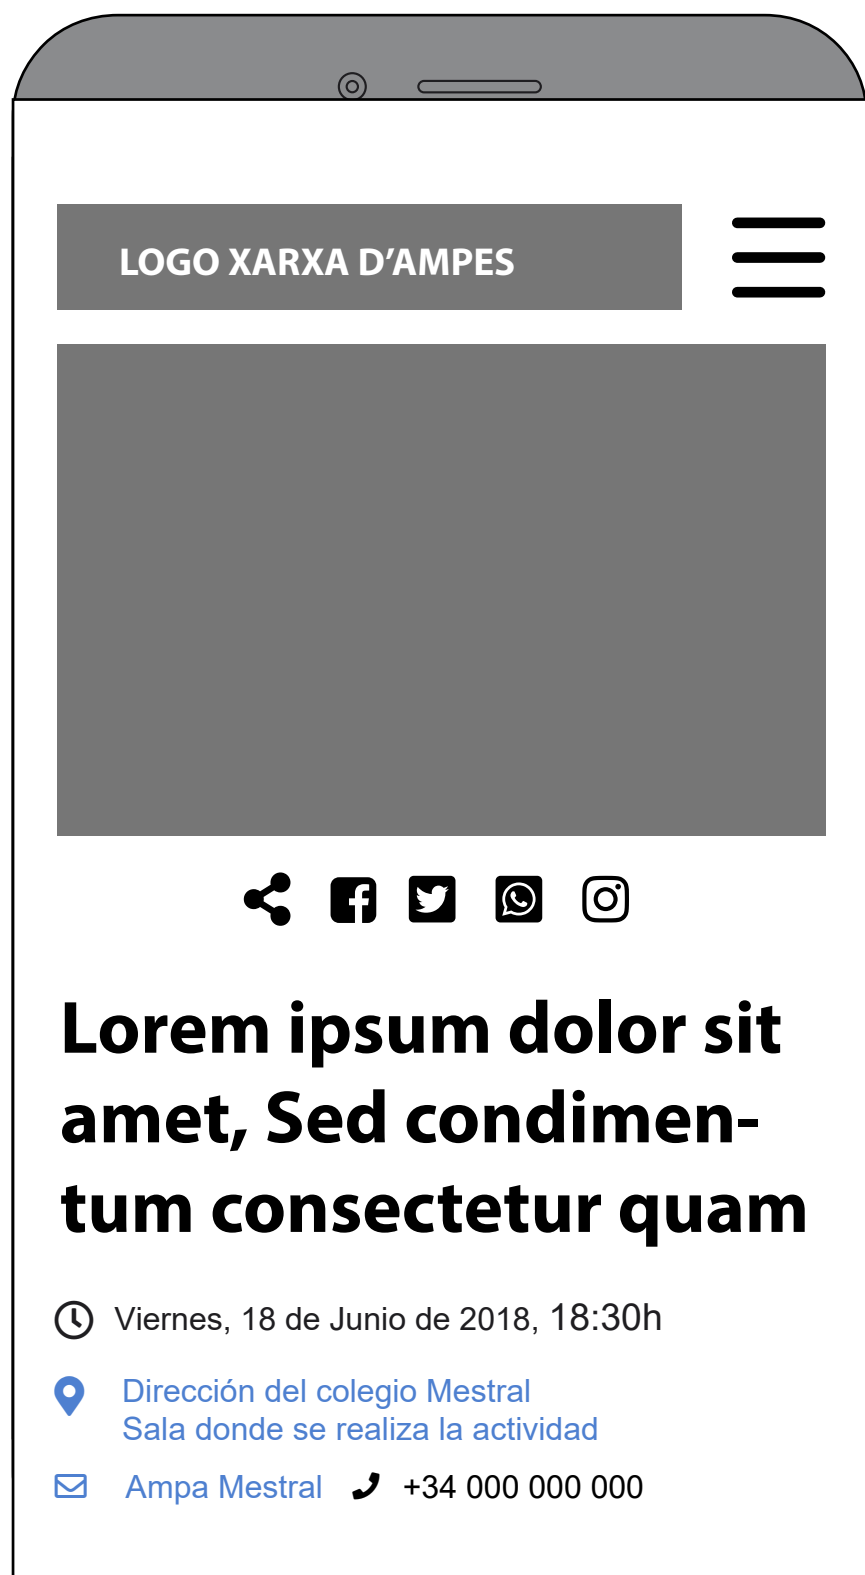 LOGO XARXA D’AMPES
Lorem ipsum dolor sit
amet, Sed condimen-
tum consectetur quam
Viernes, 18 de Junio de 2018, 18:30h
Dirección del colegio Mestral
Sala donde se realiza la actividad
Ampa Mestral +34 000 000 000